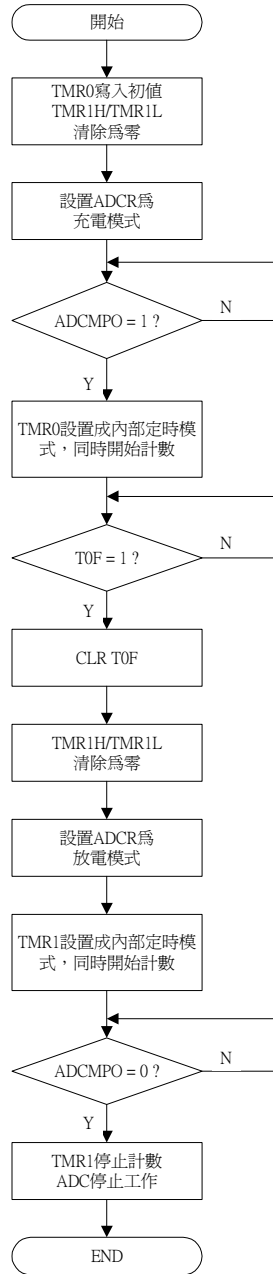 開始
TMR0寫入初值
TMR1H/TMR1L
清除爲零
設置ADCR爲
充電模式
ADCMPO = 1 ?
N
Y
TMR0設置成內部定時模
式，同時開始計數
T0F = 1 ?
N
Y
CLR T0F
TMR1H/TMR1L
清除爲零
設置ADCR爲
放電模式
TMR1設置成內部定時模
式，同時開始計數
ADCMPO = 0 ?
N
Y
TMR1停止計數
ADC停止工作
END